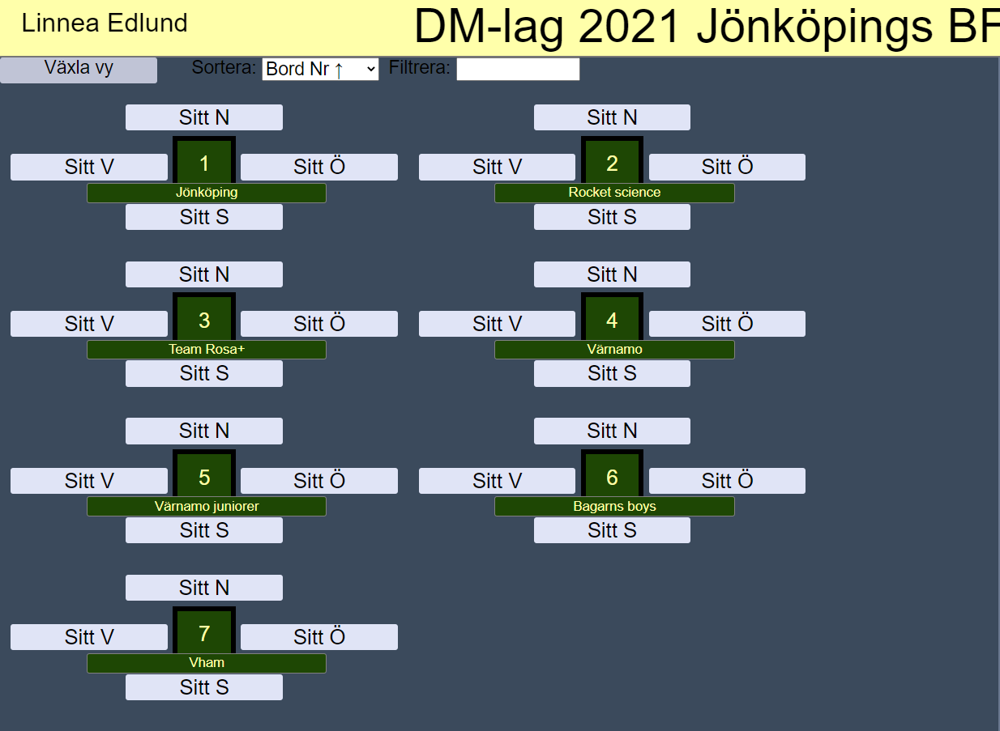 Linnea Edlund
DM-lag 2021 Jönköpings BF
Växla vy
Sortera: Bord Nr ↑
Filtrera:
Sitt N
Sitt V
1
Sitt Ö
Jönköping
Sitt S
Sitt N
Sitt V
2
Sitt Ö
Rocket science
Sitt S
Sitt N
Sitt V
3
Sitt Ö
Team Rosa+
Sitt S
Sitt N
Sitt V
4
Sitt Ö
Värnamo
Sitt S
Sitt N
Sitt V
5
Sitt Ö
Värnamo juniorer
Sitt S
Sitt N
Sitt V
6
Sitt Ö
Bagarns boys
Sitt S
Sitt N
Sitt V
7
Sitt Ö
Vham
Sitt S